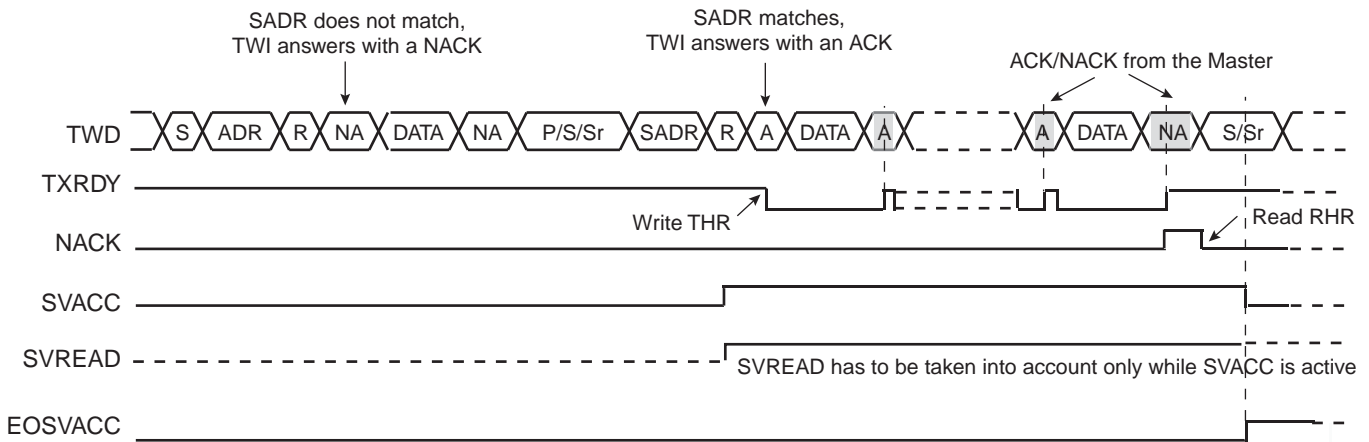 SADR does not match,
TWI answers with a NACK
SADR matches,
TWI answers with an ACK
ACK/NACK from the Master
TWD S ADR R NA DATA NA P/S/Sr SADR R A DATA A A DATA NA S/Sr
TXRDY
Write THR
Read RHR
NACK
SVACC
SVREAD
SVREAD has to be taken into account only while SVACC is active
EOSVACC